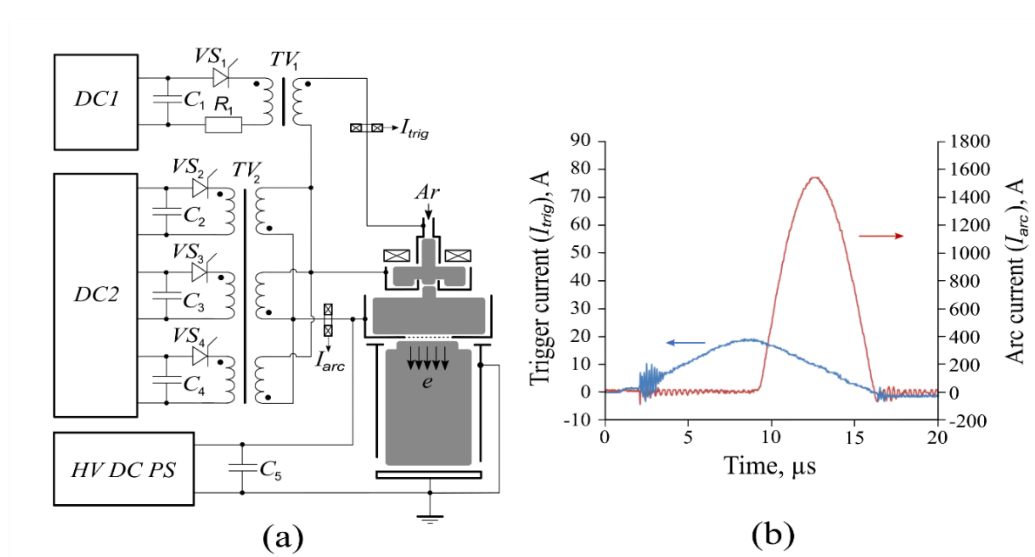 DC1
VS1
TV1
C1
R1
Itrig
DC2
VS2
TV2
C2
VS3
C3
VS4
C4
Ar
Iarc
e
HV DC PS
C5
(a)
Trigger current (Itrig), A
90
80
70
60
50
40
30
20
10
0
-10
0
5
10
15
20
Time, µs
1800
1600
1400
1200
1000
800
600
400
200
0
-200
Arc current (Iarc), A
(b)